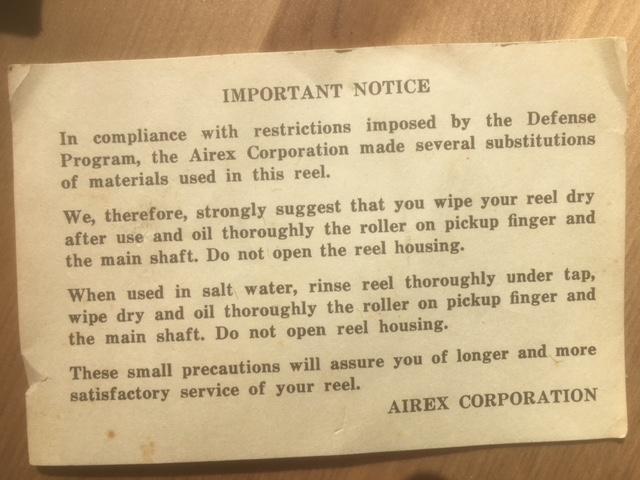 IMPORTANT NOTICE
In compliance with restrictions imposed by the Defense
Program, the Airex Corporation made several substitutions
of materials used in this reel.
We, therefore, strongly suggest that you wipe your reel dry
after use and oil thoroughly the roller on pickup finger and
the main shaft. Do not open the reel housing.
When used in salt water, rinse reel thoroughly under tap,
wipe dry and oil thoroughly the roller on pickup finger and
the main shaft. Do not open reel housing.
These small precautions will assure you of longer and more
satisfactory service of your reel.
AIREX CORPORATION